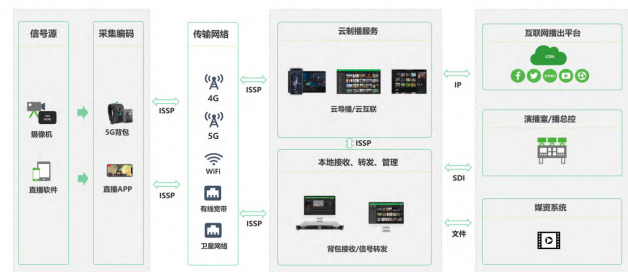 信号源
采集编码
摄像机
5G背包
直播软件
直播APP
ISSP
ISSP
传输网络
4G
5G
WiFi
有线宽带
卫星网络
ISSP
ISSP
云制播服务
云导播/云互联
ISSP
本地接收、转发、管理
背包接收/信号转发
IP
SDI
文件
互联网播出平台
CDN
演播室/播总控
媒资系统